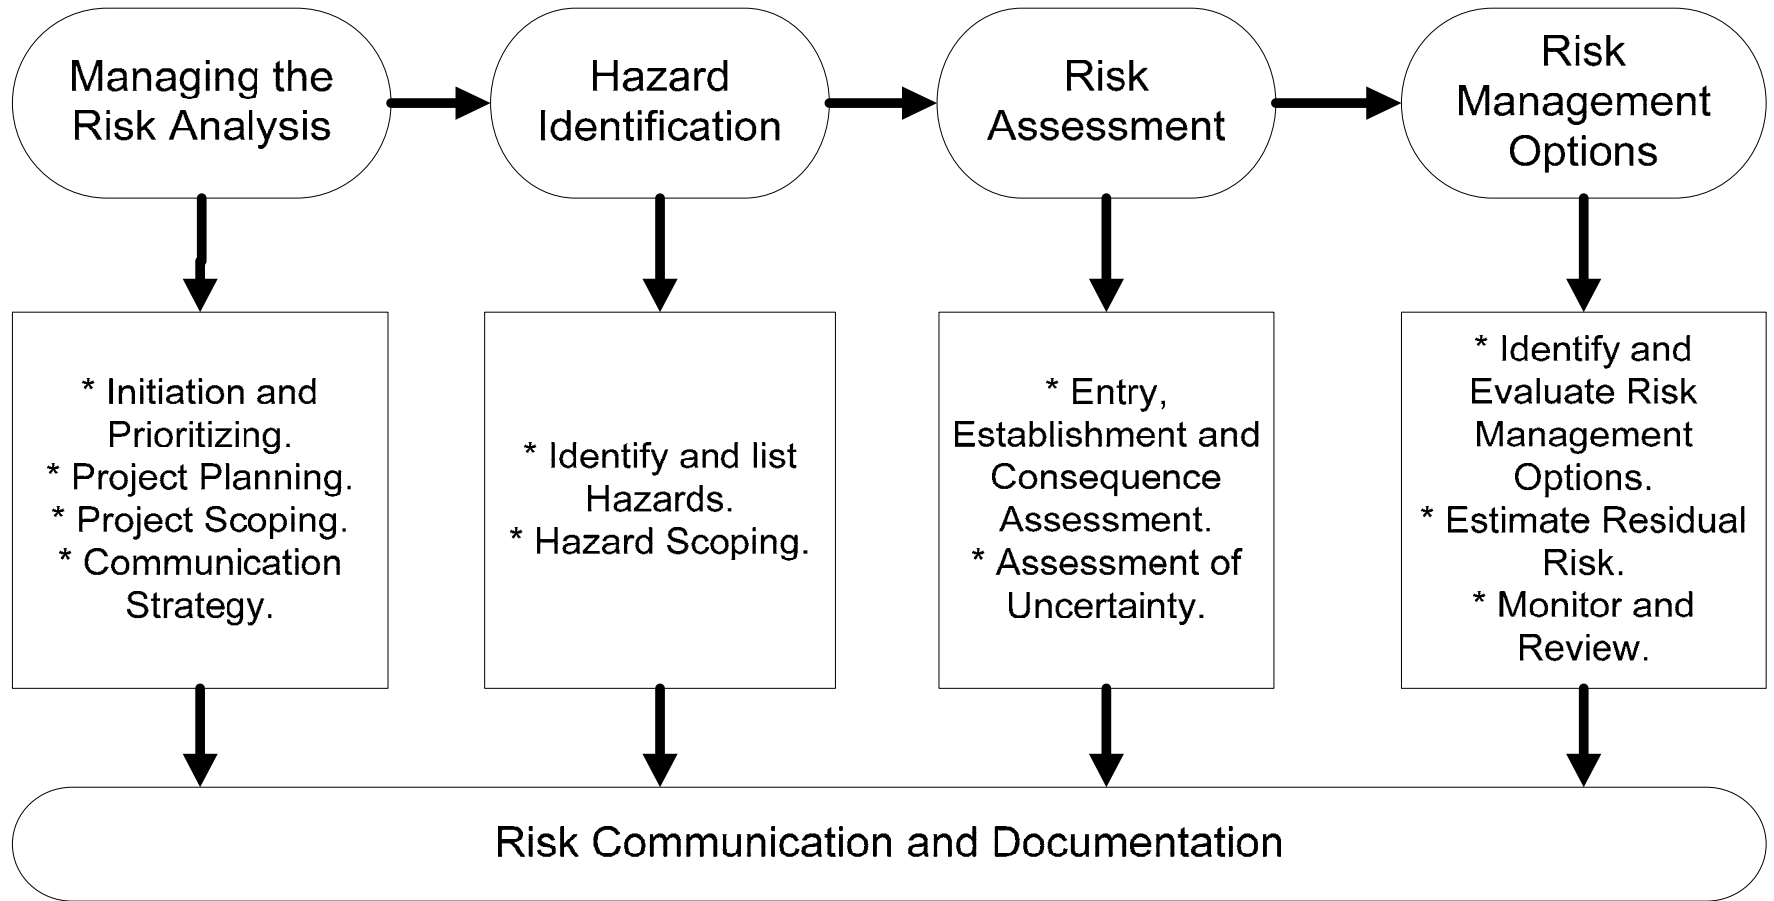 Managing the
Risk Analysis
Hazard
Identification
Risk
Assessment
Risk
Management
Options
* Initiation and
Prioritizing.
* Project Planning.
* Project Scoping.
* Communication
Strategy.
* Identify and list
Hazards.
* Hazard Scoping.
* Entry,
Establishment and
Consequence
Assessment.
* Assessment of
Uncertainty.
* Identify and
Evaluate Risk
Management
Options.
* Estimate Residual
Risk.
* Monitor and
Review.
Risk Communication and Documentation